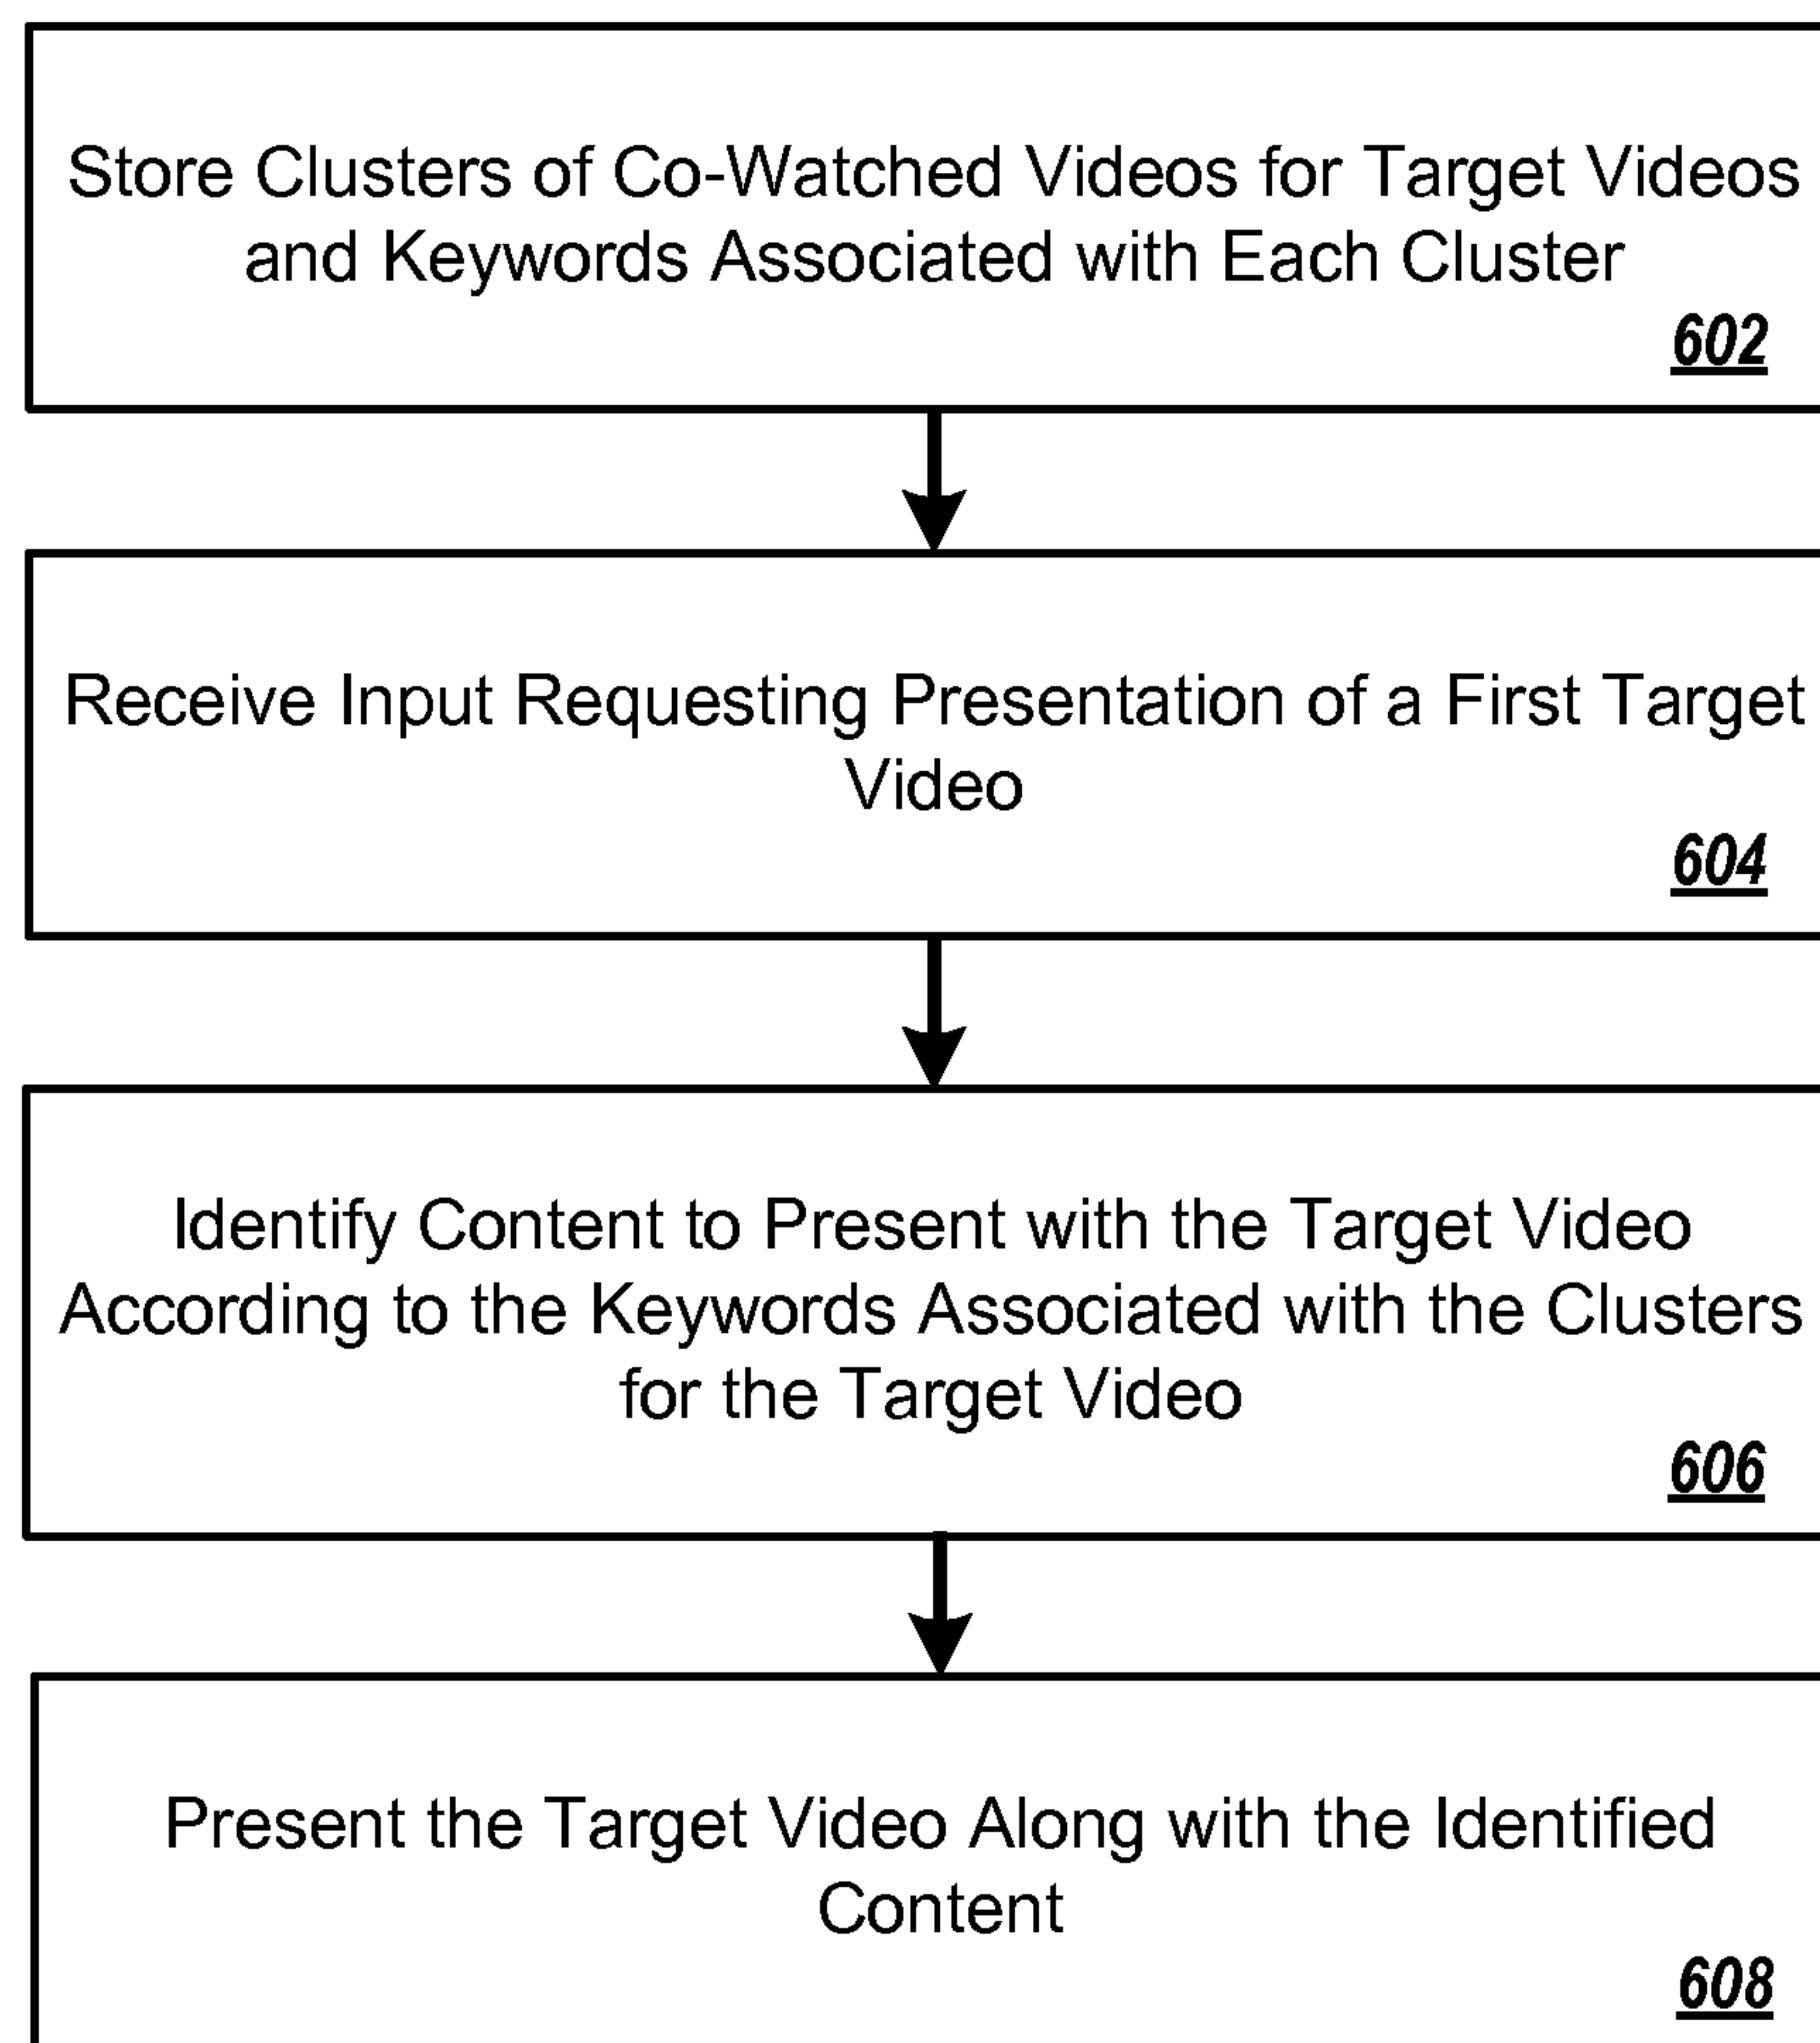 Store Clusters of Co-Watched Videos for Target Videos
and Keywords Associated with Each Cluster
602
Receive Input Requesting Presentation of a First Target
Video
604
Identify Content to Present with the Target Video
According to the Keywords Associated with the Clusters
for the Target Video
606
Present the Target Video Along with the Identified
Content
608